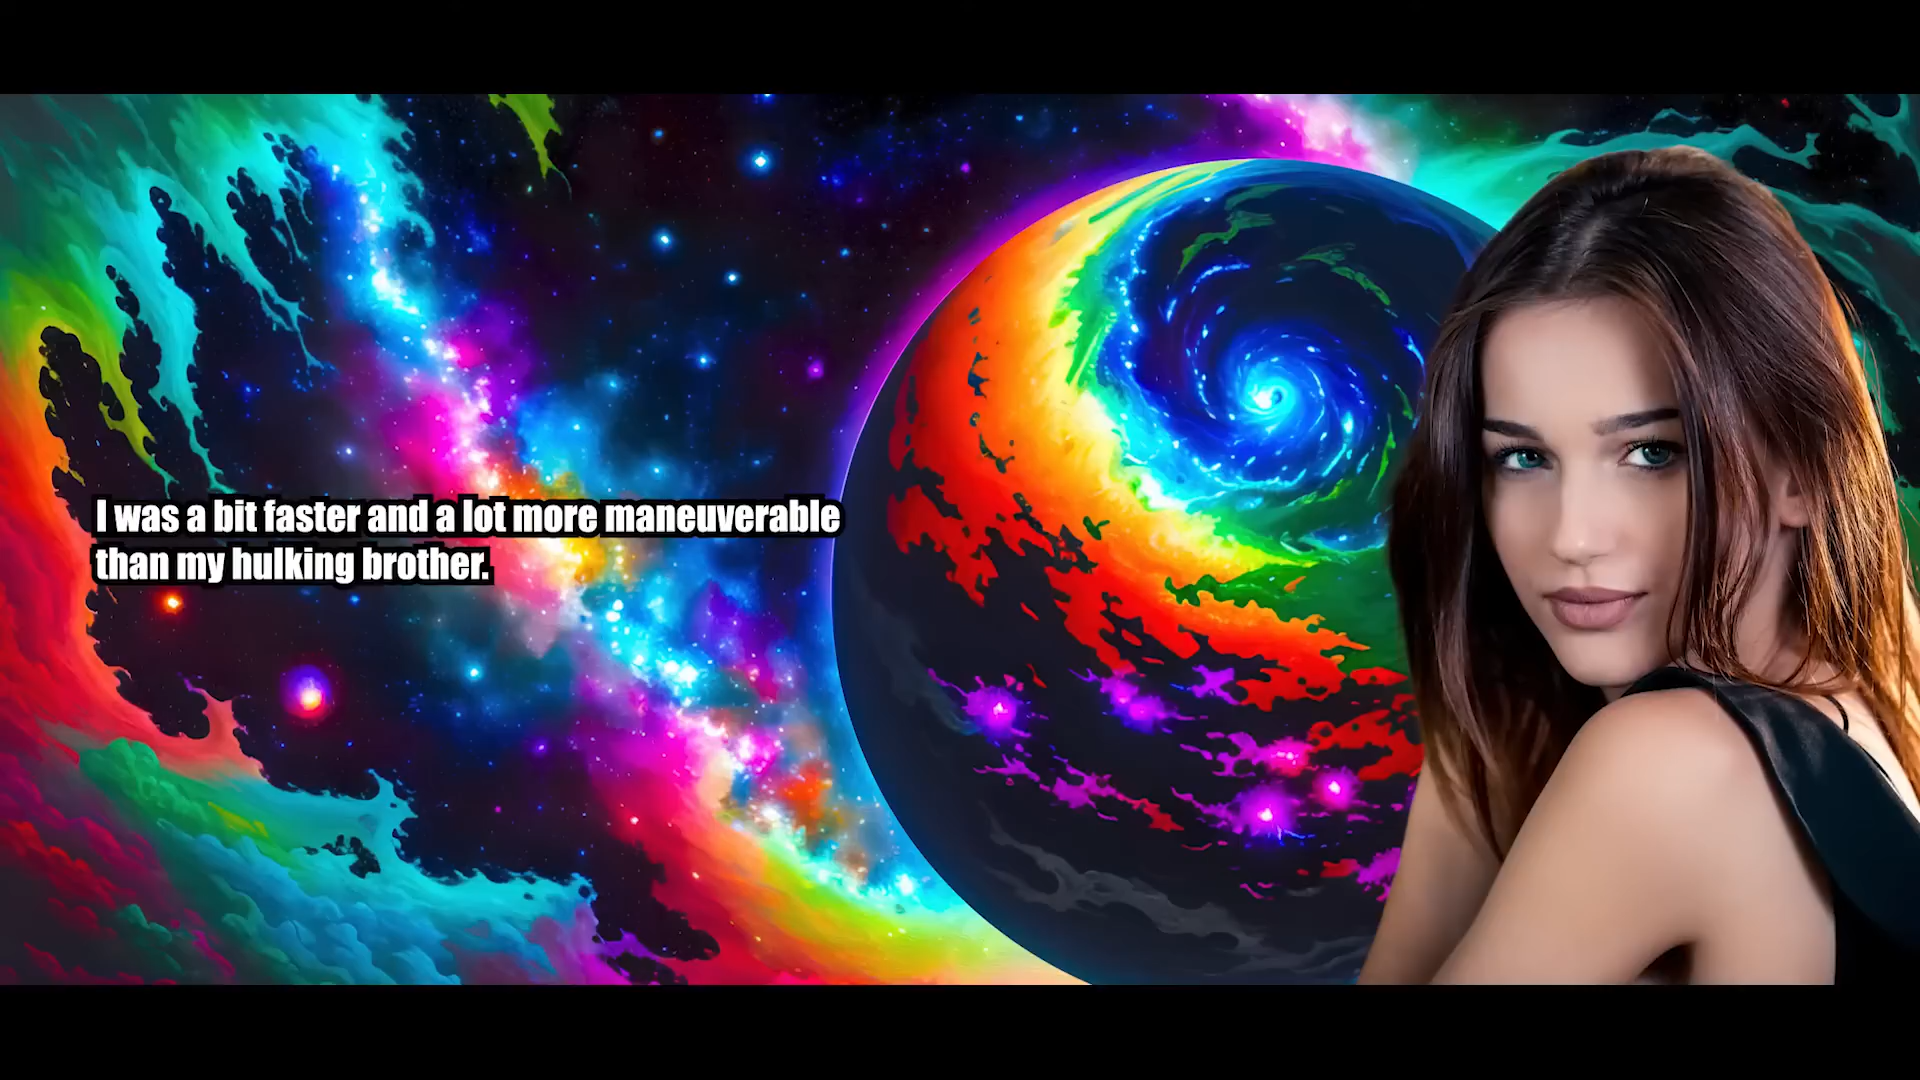 I was a bit faster and a lot more maneuverable
than my hulking brother.